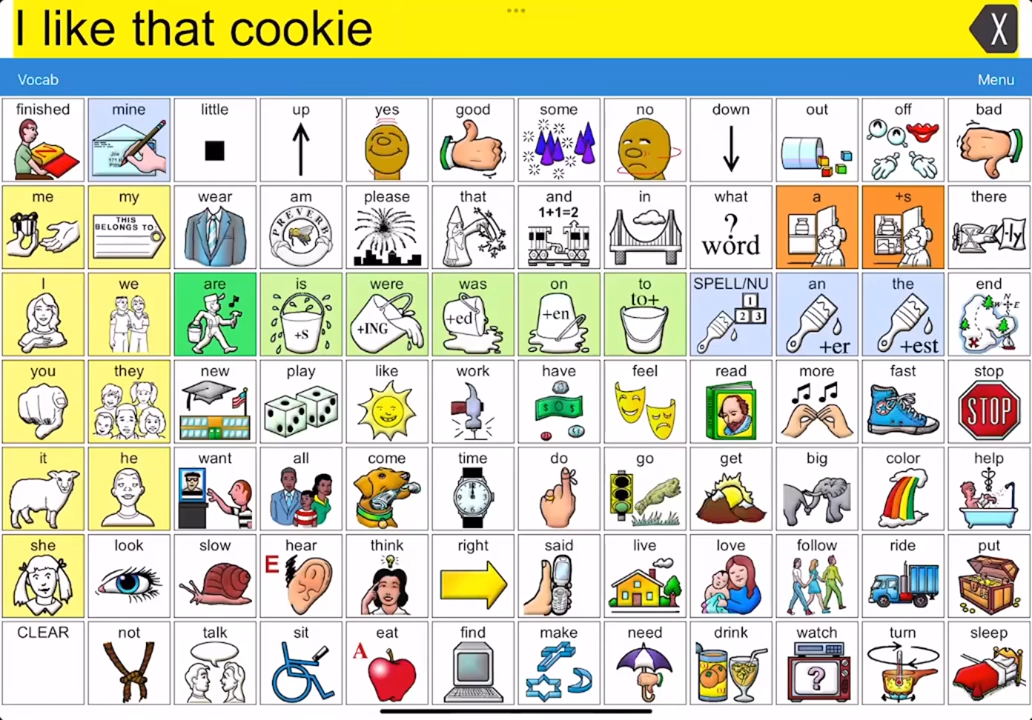 I like that cookie
X
Vocab
Menu
finished mine little up yes good some no down out off bad
me my wear am please that and in what a +s there
THIS BELONGS TO PREVERB 1+1=2 ? word -ly
I we are is were was on to SPELL/NU an the end
+S +ING +ed +en to+ 1 2 3 +er +est N E S W
you they new play like work have feel read more fast stop
$ STOP
it he want all come time do go get big color help
she look slow hear think right said live love follow ride put
E
CLEAR not talk sit eat find make need drink watch turn sleep
A OJ ?